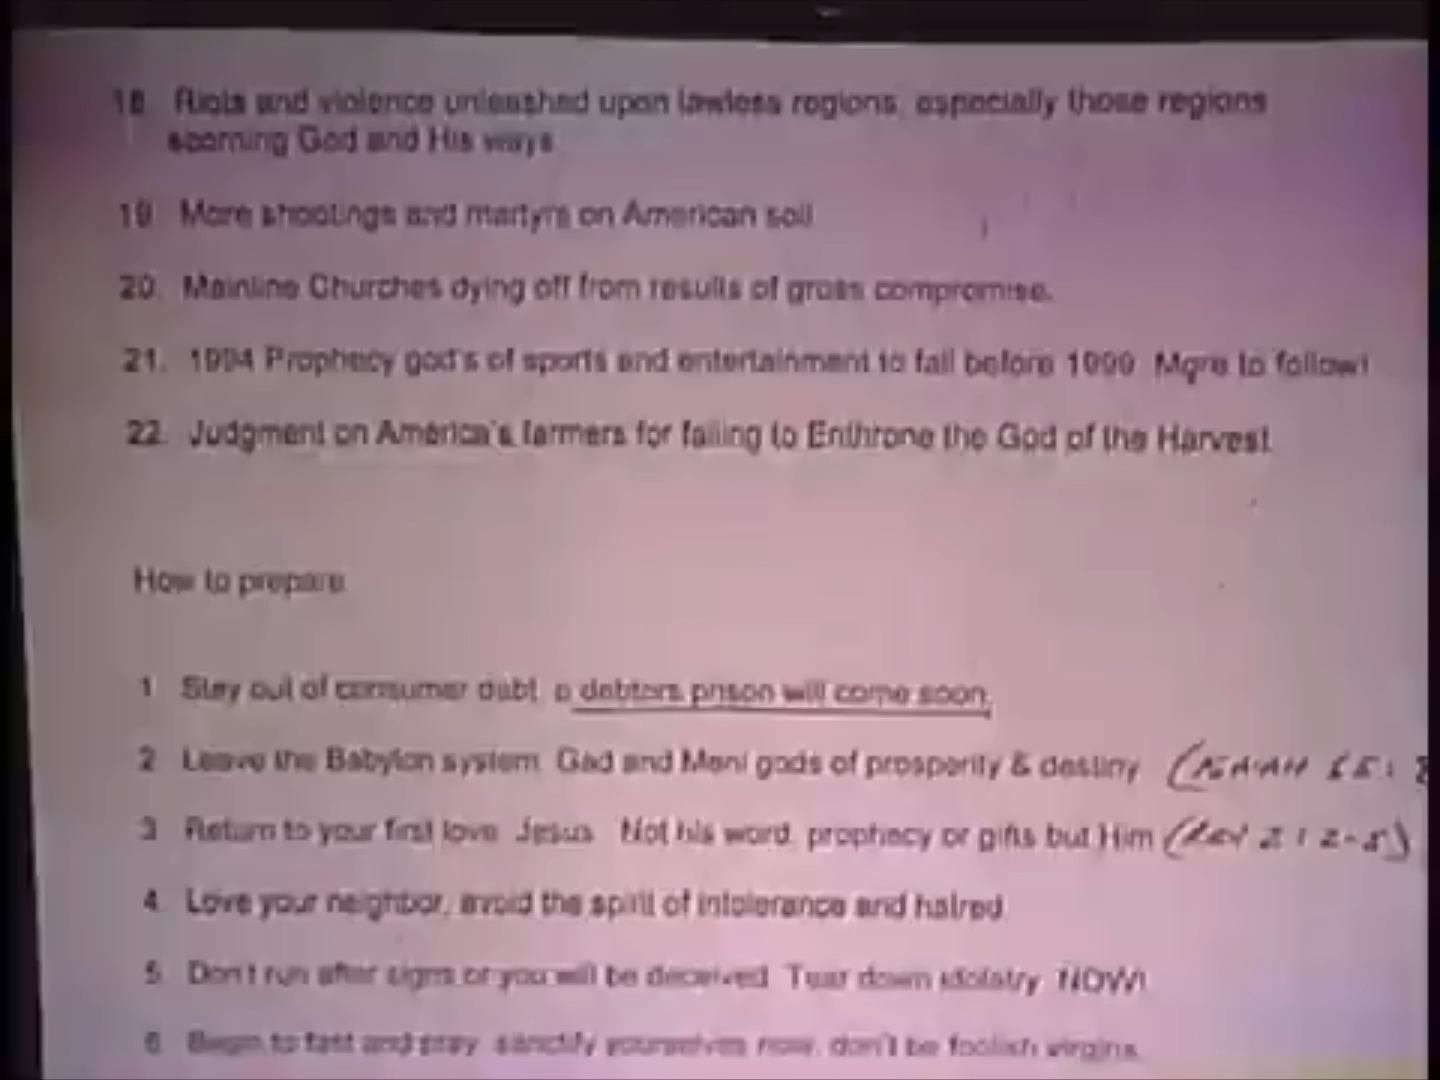 18. Riots and violence unleashed upon lawless regions, especially those regions
scorning God and His ways
19. More shootings and martyrs on American soil
20. Mainline Churches dying off from results of gross compromise.
21. 1994 Prophecy god's of sports and entertainment to fall before 1999 More to follow!
22. Judgment on America's farmers for failing to Enthrone the God of the Harvest
How to prepare
1 Stay out of consumer debt, a debtors prison will come soon.
2 Leave the Babylon system. Gad and Meni gods of prosperity & destiny (ISAIAH 65:
3 Return to your first love Jesus Not his word, prophecy or gifts but Him (Rev 2:2-5)
4. Love your neighbor, avoid the spirit of intolerance and hatred
5 Don't run after signs or you will be deceived Tear down idolatry NOW!
6 Begin to fast and pray sanctify yourselves now, don't be foolish virgins